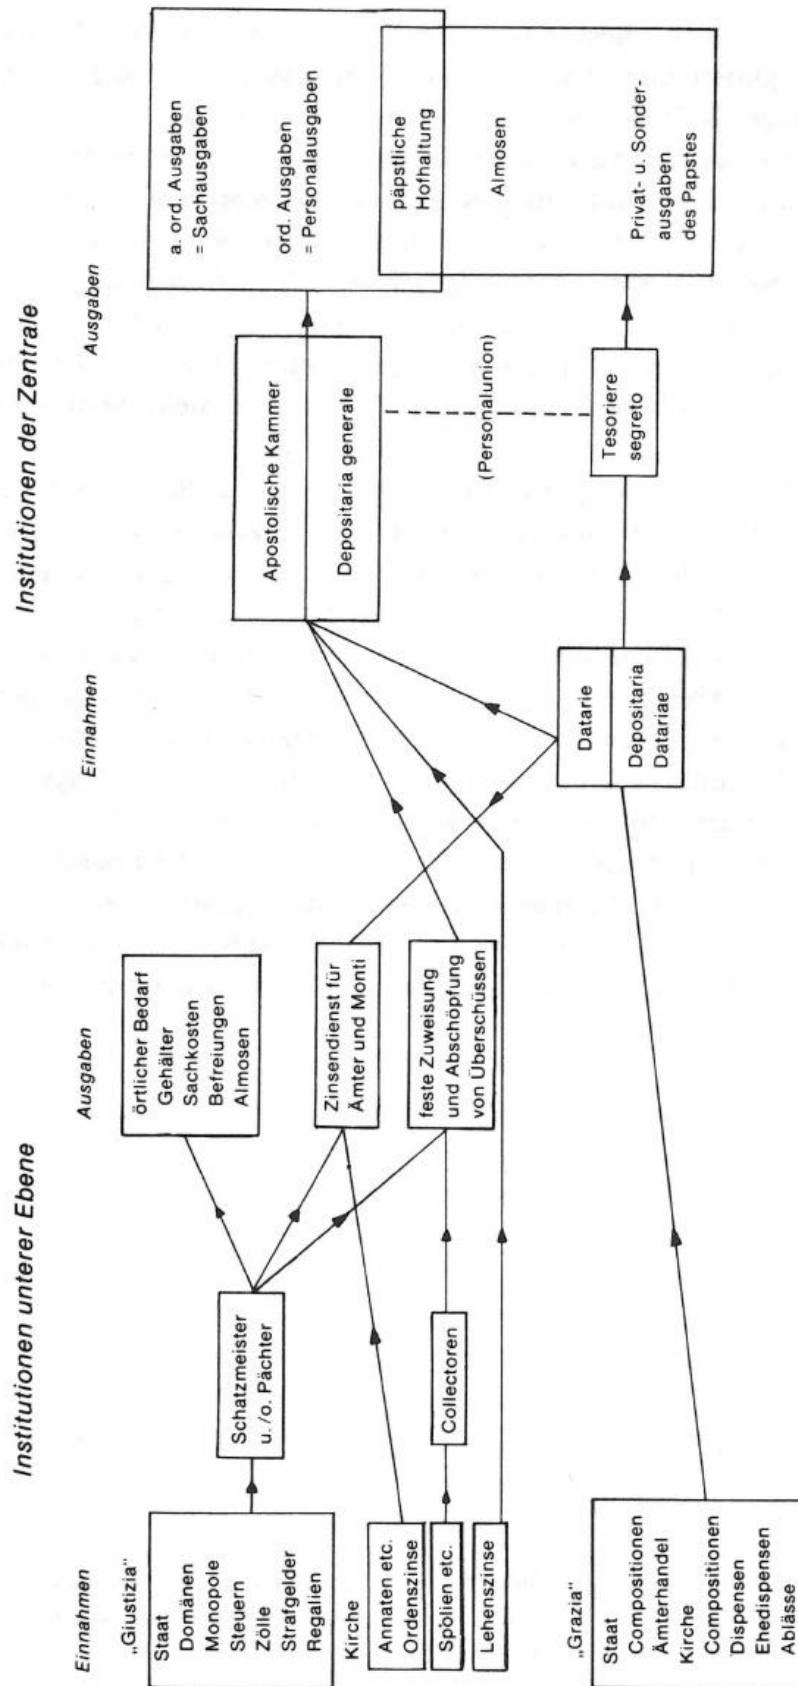 Institutionen unterer Ebene
Institutionen der Zentrale
Einnahmen
Ausgaben
Einnahmen
Ausgaben
„Giustizia“
Staat
Domänen
Monopole
Steuern
Zölle
Strafgelder
Regalien
Kirche
Annaten etc.
Ordenszinse
Spolien etc.
Lehenszinse
„Grazia“
Staat
Compositionen
Ämterhandel
Kirche
Compositionen
Dispensen
Ehedispensen
Ablässe
Schatzmeister
u. /o. Pächter
Collectoren
örtlicher Bedarf
Gehälter
Sachkosten
Befreiungen
Almosen
Zinsendienst für
Ämter und Monti
feste Zuweisung
und Abschöpfung
von Überschüssen
Datarie
Depositaria
Datariae
Apostolische Kammer
Depositaria generale
(Personalunion)
Tesoriere
segreto
a. ord. Ausgaben
= Sachausgaben
ord. Ausgaben
= Personalausgaben
päpstliche
Hofhaltung
Almosen
Privat- u. Sonder-
ausgaben
des Papstes